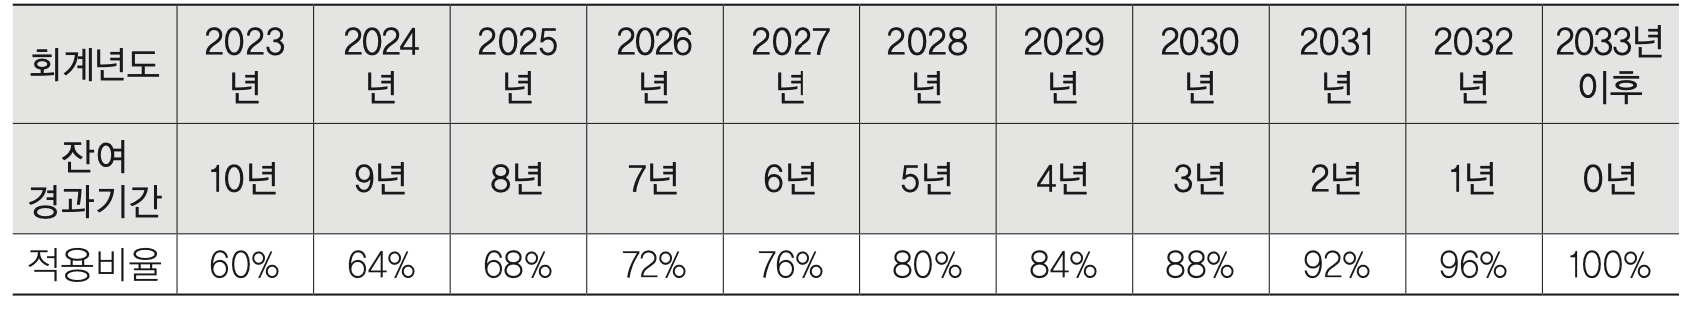 회계년도 2023년 2024년 2025년 2026년 2027년 2028년 2029년 2030년 2031년 2032년 2033년 이후
잔여 경과기간 10년 9년 8년 7년 6년 5년 4년 3년 2년 1년 0년
적용비율 60% 64% 68% 72% 76% 80% 84% 88% 92% 96% 100%